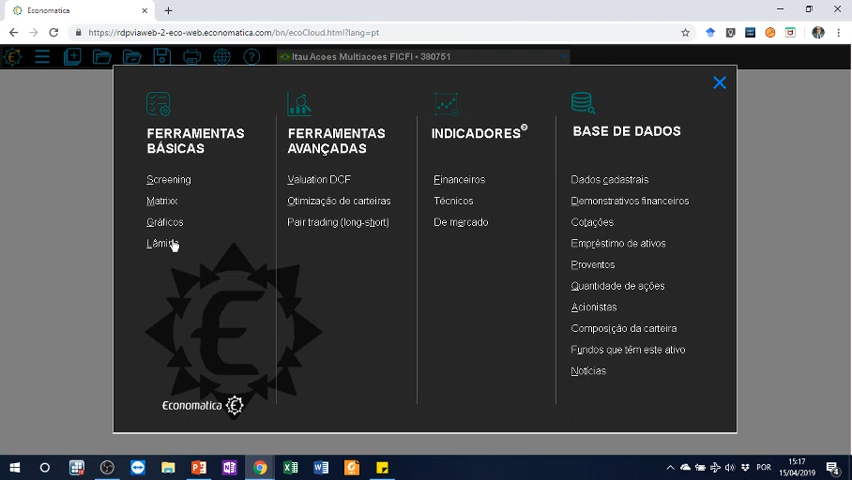 Economatica
https://rdpviaweb-2-eco-web.economatica.com/bn/ecoCloud.html?lang=pt
Itau Acoes Multiacoes FICFI • 380751
FERRAMENTAS
BÁSICAS
Screening
Matrixx
Gráficos
Lâmina
FERRAMENTAS
AVANÇADAS
Valuation DCF
Otimização de carteiras
Pair trading (long-short)
INDICADORES
Financeiros
Técnicos
De mercado
BASE DE DADOS
Dados cadastrais
Demonstrativos financeiros
Cotações
Empréstimo de ativos
Proventos
Quantidade de ações
Acionistas
Composição da carteira
Fundos que têm este ativo
Notícias
Economatica
POR
15:17
15/04/2019